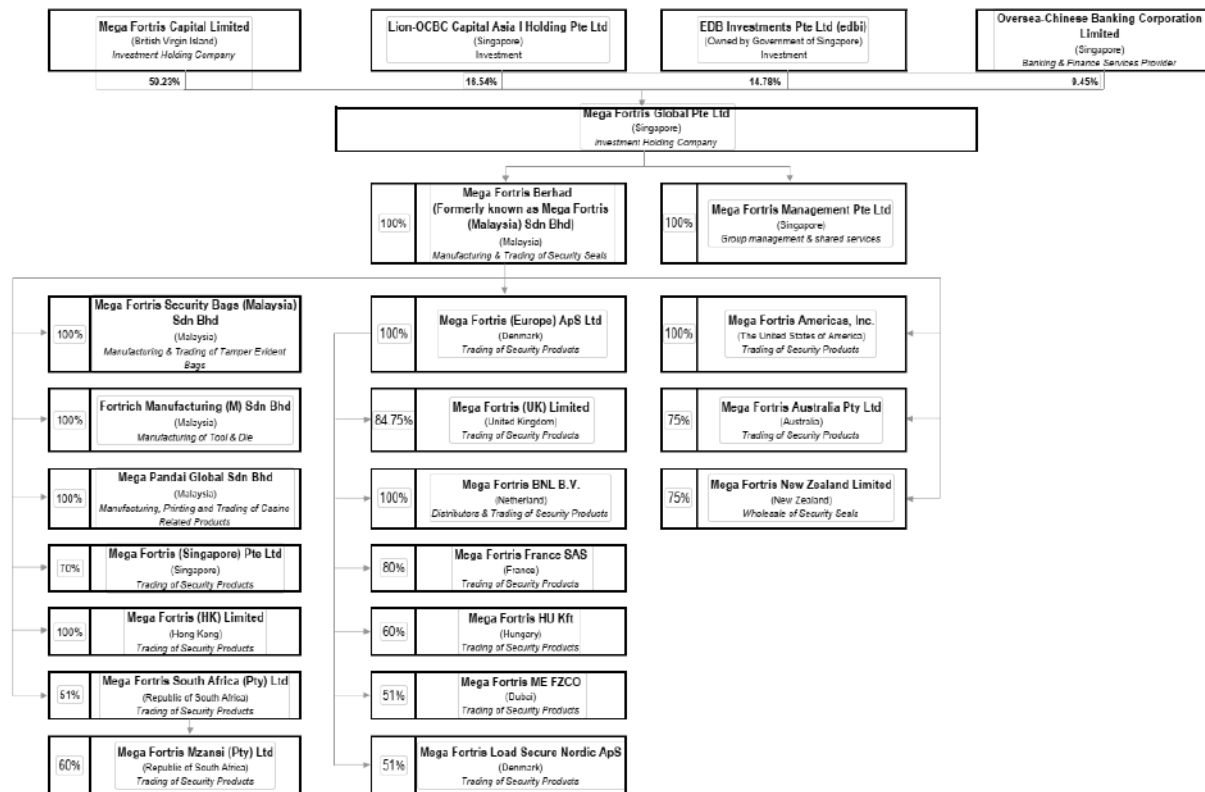 Mega Fortris Capital Limited
(British Virgin Island)
Investment Holding Company
Lion-OCBC Capital Asia I Holding Pte Ltd
(Singapore)
Investment
EDB Investments Pte Ltd (edbi)
(Owned by Government of Singapore)
Investment
Oversea-Chinese Banking Corporation
Limited
(Singapore)
Banking & Finance Services Provider
59.23%
16.54%
14.78%
9.45%
Mega Fortris Global Pte Ltd
(Singapore)
Investment Holding Company
100%
Mega Fortris Berhad
(Formerly known as Mega Fortris
(Malaysia) Sdn Bhd)
(Malaysia)
Manufacturing & Trading of Security Seals
100%
Mega Fortris Management Pte Ltd
(Singapore)
Group management & shared services
100%
Mega Fortris Security Bags (Malaysia)
Sdn Bhd
(Malaysia)
Manufacturing & Trading of Tamper Evident
Bags
100%
Fortrich Manufacturing (M) Sdn Bhd
(Malaysia)
Manufacturing of Tool & Die
100%
Mega Pandai Global Sdn Bhd
(Malaysia)
Manufacturing, Printing and Trading of Casino
Related Products
70%
Mega Fortris (Singapore) Pte Ltd
(Singapore)
Trading of Security Products
100%
Mega Fortris (HK) Limited
(Hong Kong)
Trading of Security Products
51%
Mega Fortris South Africa (Pty) Ltd
(Republic of South Africa)
Trading of Security Products
60%
Mega Fortris Mzansi (Pty) Ltd
(Republic of South Africa)
Trading of Security Products
100%
Mega Fortris (Europe) ApS Ltd
(Denmark)
Trading of Security Products
84.75%
Mega Fortris (UK) Limited
(United Kingdom)
Trading of Security Products
100%
Mega Fortris BNL B.V.
(Netherland)
Distributors & Trading of Security Products
80%
Mega Fortris France SAS
(France)
Trading of Security Products
60%
Mega Fortris HU Kft
(Hungary)
Trading of Security Products
51%
Mega Fortris ME FZCO
(Dubai)
Trading of Security Products
51%
Mega Fortris Load Secure Nordic ApS
(Denmark)
Trading of Security Products
100%
Mega Fortris Americas, Inc.
(The United States of America)
Trading of Security Products
75%
Mega Fortris Australia Pty Ltd
(Australia)
Trading of Security Products
75%
Mega Fortris New Zealand Limited
(New Zealand)
Wholesale of Security Seals